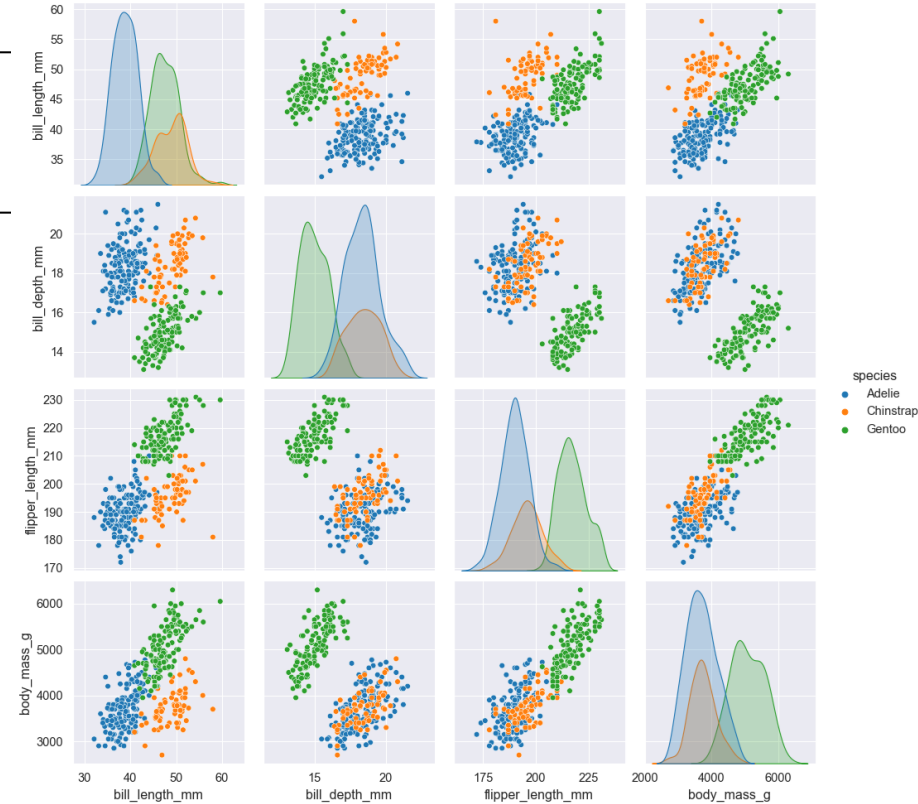 60
55
50
45
40
35
bill_length_mm
20
18
16
14
bill_depth_mm
230
220
210
200
190
180
170
flipper_length_mm
6000
5000
4000
3000
body_mass_g
30 40 50 60
bill_length_mm
15 20
bill_depth_mm
175 200 225
flipper_length_mm
2000 4000 6000
body_mass_g
species
Adelie
Chinstrap
Gentoo